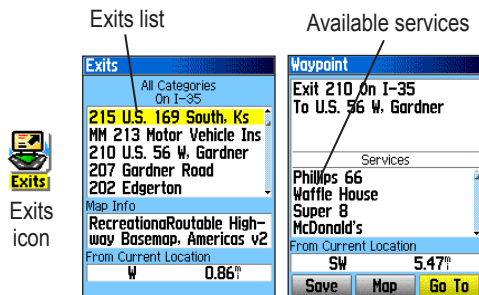 Exits list
Available services
Exits
All Categories
On I-35
215 U.S. 169 South, Ks
MM 213 Motor Vehicle Ins
210 U.S. 56 W, Gardner
207 Gardner Road
202 Edgerton
Map Info
RecreationaRoutable High-
way Basemap, Americas v2
From Current Location
W 0.86m
Waypoint
Exit 210 On I-35
To U.S. 56 W, Gardner
Services
Phillips 66
Waffle House
Super 8
McDonald's
From Current Location
SW 5.47m
Save Map Go To
Exits
Exits
icon